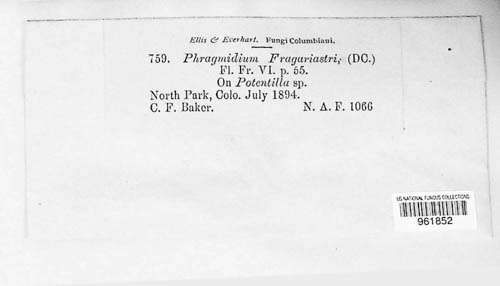 Ellis & Everhart. Fungi Columbiani.
759. Phragmidium Fragariastri, (DC.)
Fl. Fr. VI. p. 55.
On Potentilla sp.
North Park, Colo. July 1894.
C. F. Baker. N. A. F. 1066
US NATIONAL FUNGUS COLLECTIONS
961852